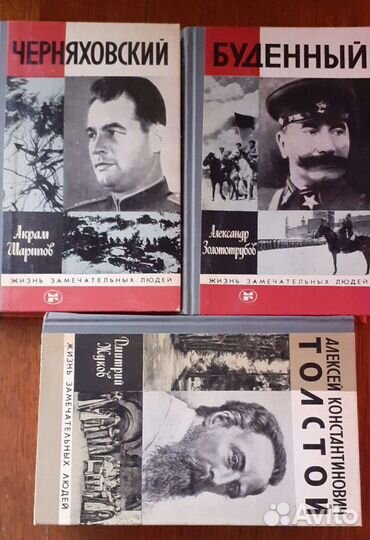 ЧЕРНЯХОВСКИЙ
Акрам
Шарипов
ЖИЗНЬ ЗАМЕЧАТЕЛЬНЫХ ЛЮДЕЙ
БУДЕННЫЙ
Александр
Золототрубов
ЖИЗНЬ ЗАМЕЧАТЕЛЬНЫХ ЛЮДЕЙ
АЛЕКСЕЙ КОНСТАНТИНОВИЧ
ТОЛСТОЙ
Дмитрий
Жуков
ЖИЗНЬ ЗАМЕЧАТЕЛЬНЫХ ЛЮДЕЙ
Avito